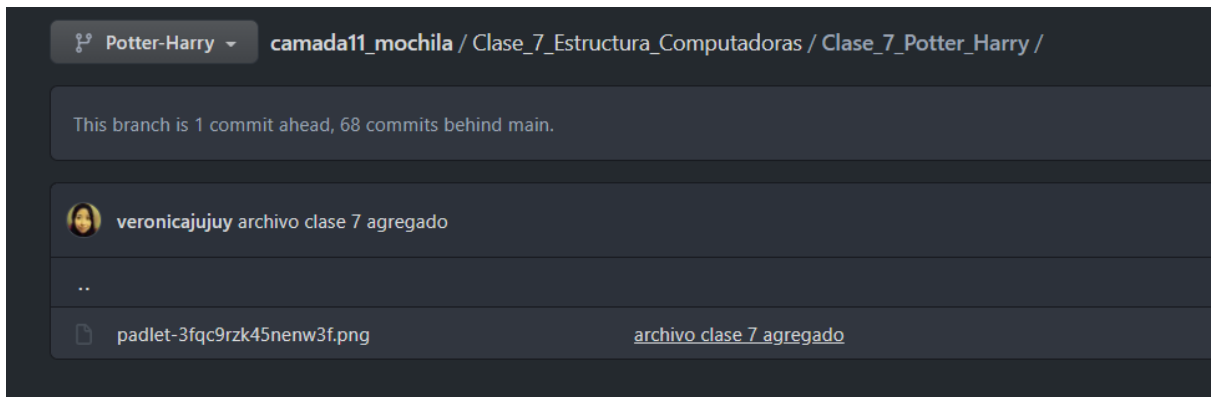 Potter-Harry camada11_mochila / Clase_7_Estructura_Computadoras / Clase_7_Potter_Harry /
This branch is 1 commit ahead, 68 commits behind main.
veronicajujuy archivo clase 7 agregado
..
padlet-3fqc9rzk45nenw3f.png archivo clase 7 agregado